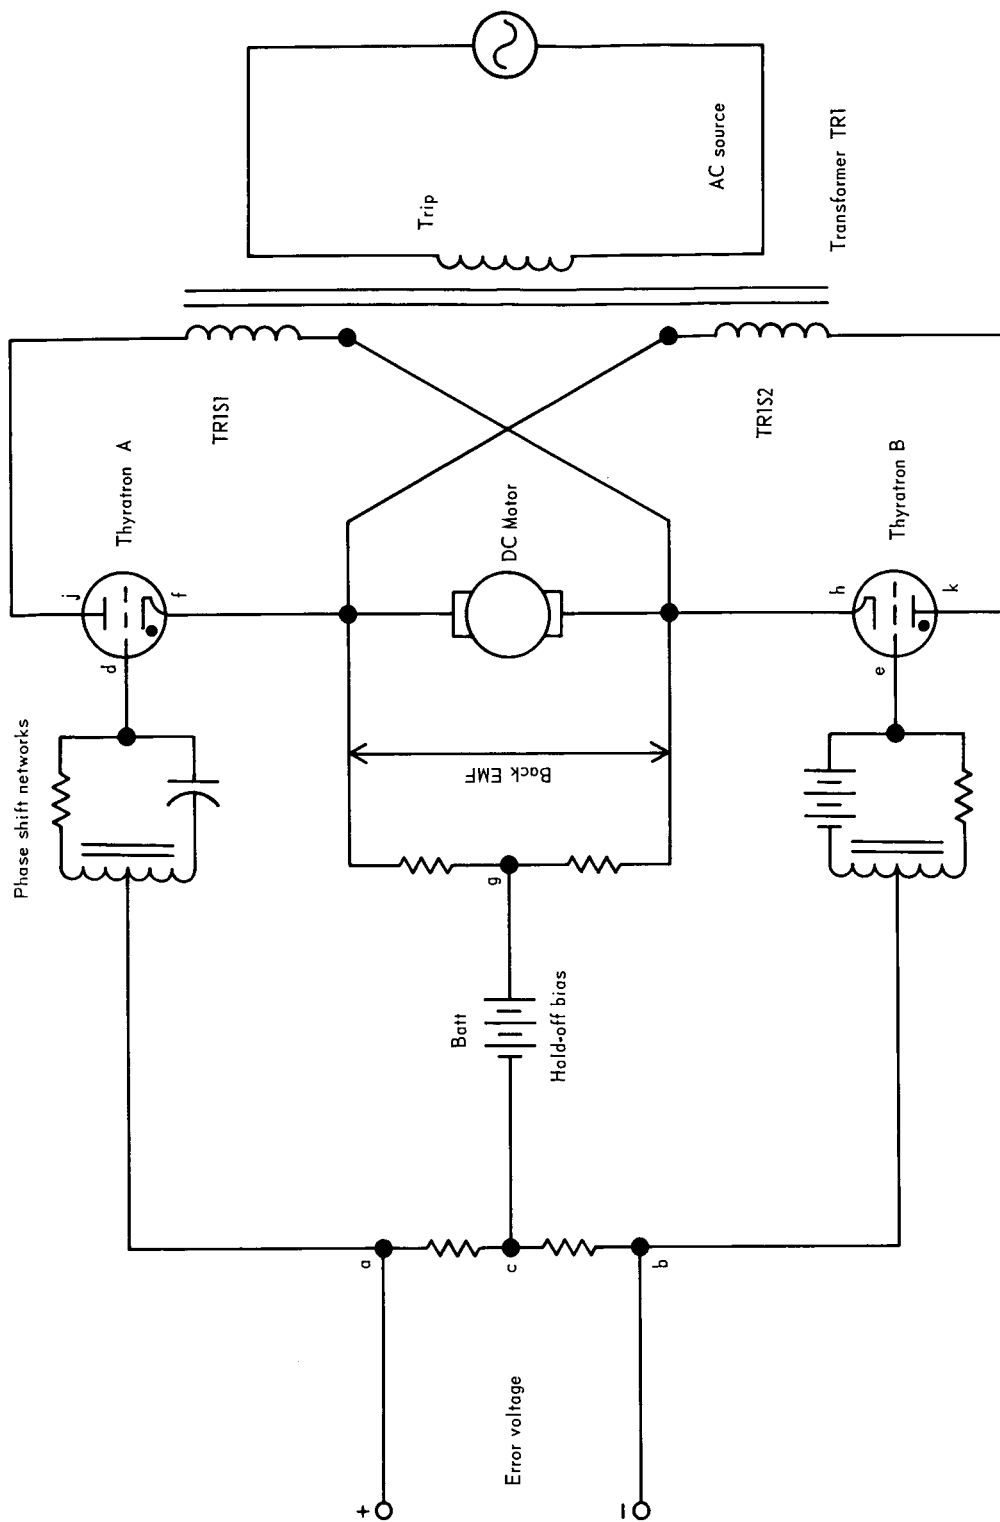 Phase shift networks
Thyratron A
j
d
f
TR1S1
Trip
AC source
Transformer TR1
+
Error voltage
−
a
c
b
Batt
Hold-off bias
g
Back EMF
DC Motor
TR1S2
Thyratron B
h
e
k